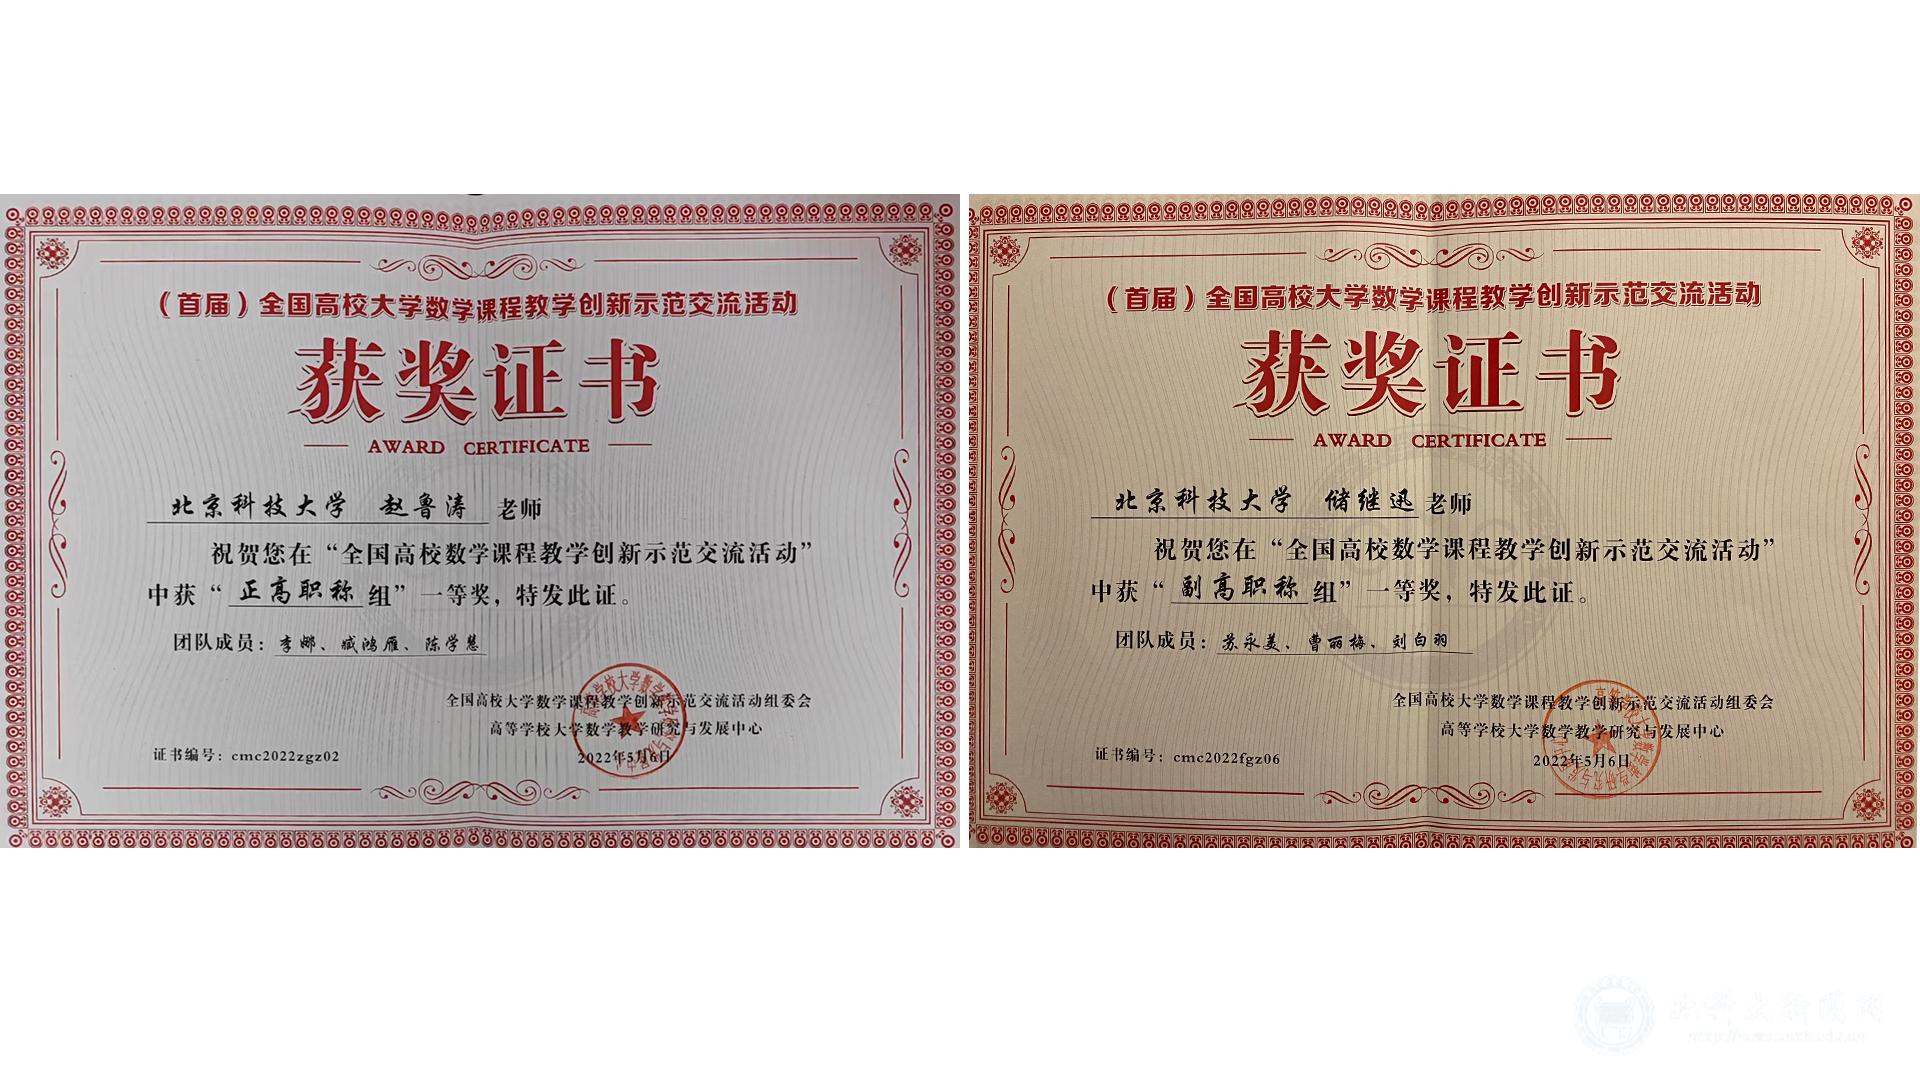 （首届）全国高校大学数学课程教学创新示范交流活动
获奖证书
AWARD CERTIFICATE
北京科技大学 赵鲁涛 老师
祝贺您在“全国高校数学课程教学创新示范交流活动”
中获“正高职称组”一等奖，特发此证。
团队成员：李娜、臧鸿雁、陈学慧
全国高校大学数学课程教学创新示范交流活动组委会
高等学校大学数学教学研究与发展中心
证书编号：cmc2022zgz02
2022年5月6日
（首届）全国高校大学数学课程教学创新示范交流活动
获奖证书
AWARD CERTIFICATE
北京科技大学 储继迅 老师
祝贺您在“全国高校数学课程教学创新示范交流活动”
中获“副高职称组”一等奖，特发此证。
团队成员：苏永美、曹丽梅、刘白羽
全国高校大学数学课程教学创新示范交流活动组委会
高等学校大学数学教学研究与发展中心
证书编号：cmc2022fgz06
2022年5月6日